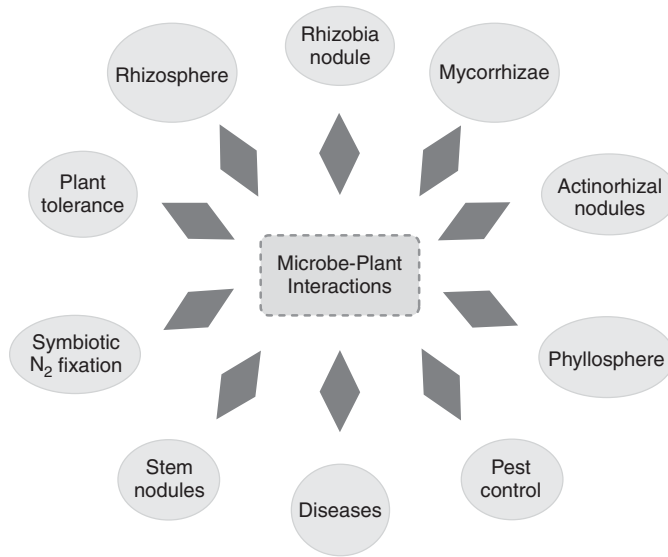 Rhizobia
nodule
Rhizosphere
Mycorrhizae
Plant
tolerance
Actinorhizal
nodules
Microbe-Plant
Interactions
Symbiotic
N₂ fixation
Phyllosphere
Stem
nodules
Pest
control
Diseases